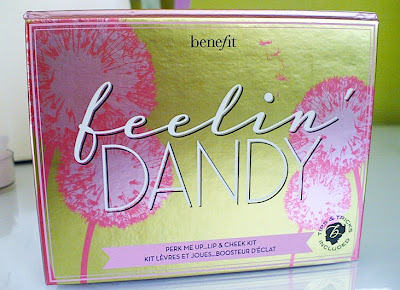 benefit
feelin'
DANDY
PERK ME UP...LIP & CHEEK KIT
KIT LÈVRES ET JOUES...BOOSTEUR D'ÉCLAT
TIPS & TRICKS
B
INCLUDED